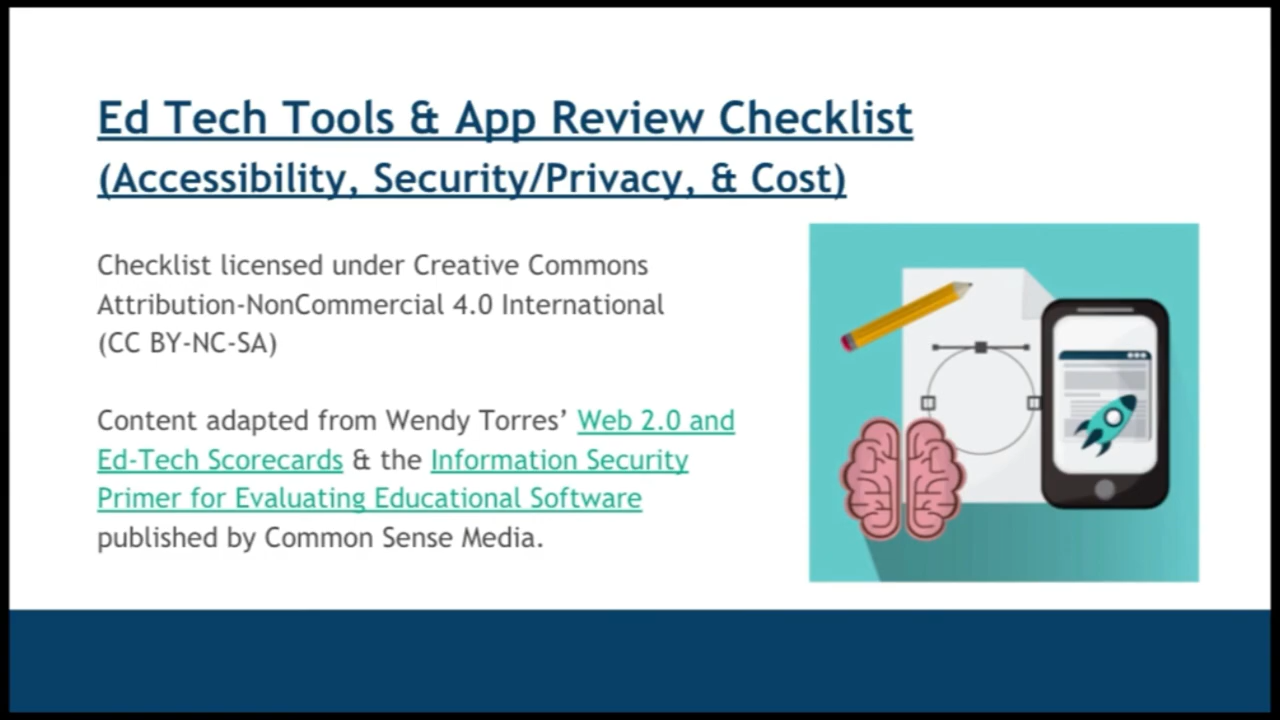 Ed Tech Tools & App Review Checklist
(Accessibility, Security/Privacy, & Cost)
Checklist licensed under Creative Commons
Attribution-NonCommercial 4.0 International
(CC BY-NC-SA)
Content adapted from Wendy Torres’ Web 2.0 and
Ed-Tech Scorecards & the Information Security
Primer for Evaluating Educational Software
published by Common Sense Media.